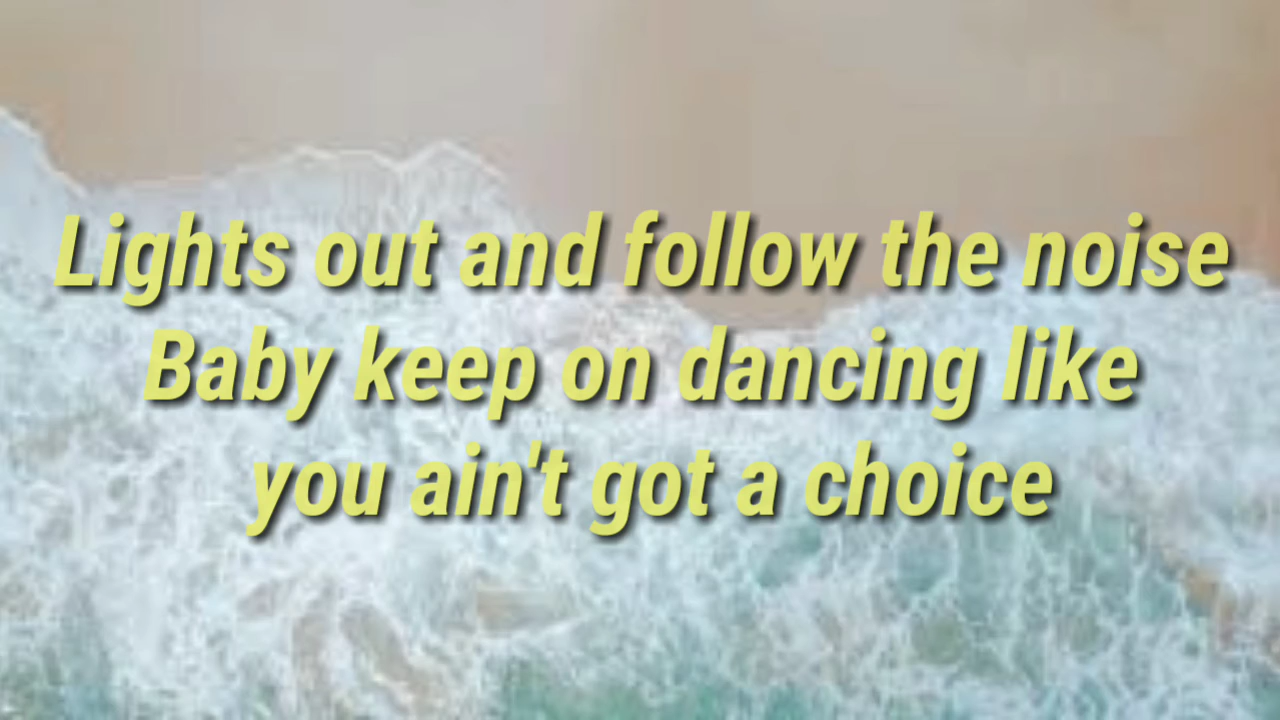 Lights out and follow the noise
Baby keep on dancing like
you ain't got a choice